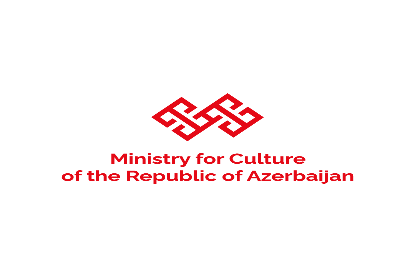 Ministry for Culture
of the Republic of Azerbaijan